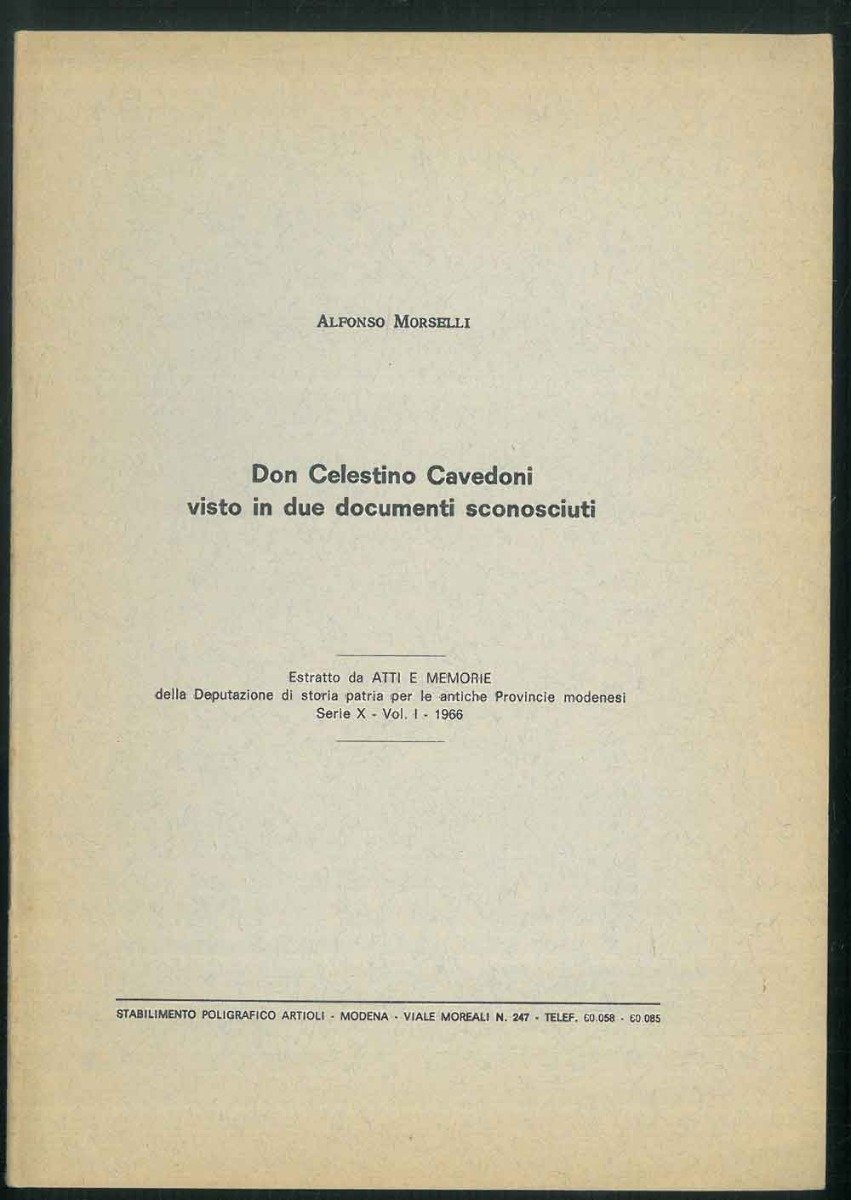 ALFONSO MORSELLI
Don Celestino Cavedoni
visto in due documenti sconosciuti
Estratto da ATTI E MEMORIE
della Deputazione di storia patria per le antiche Provincie modenesi
Serie X - Vol. I - 1966
STABILIMENTO POLIGRAFICO ARTIOLI - MODENA - VIALE MOREALI N. 247 - TELEF. 60.058 - 60.085